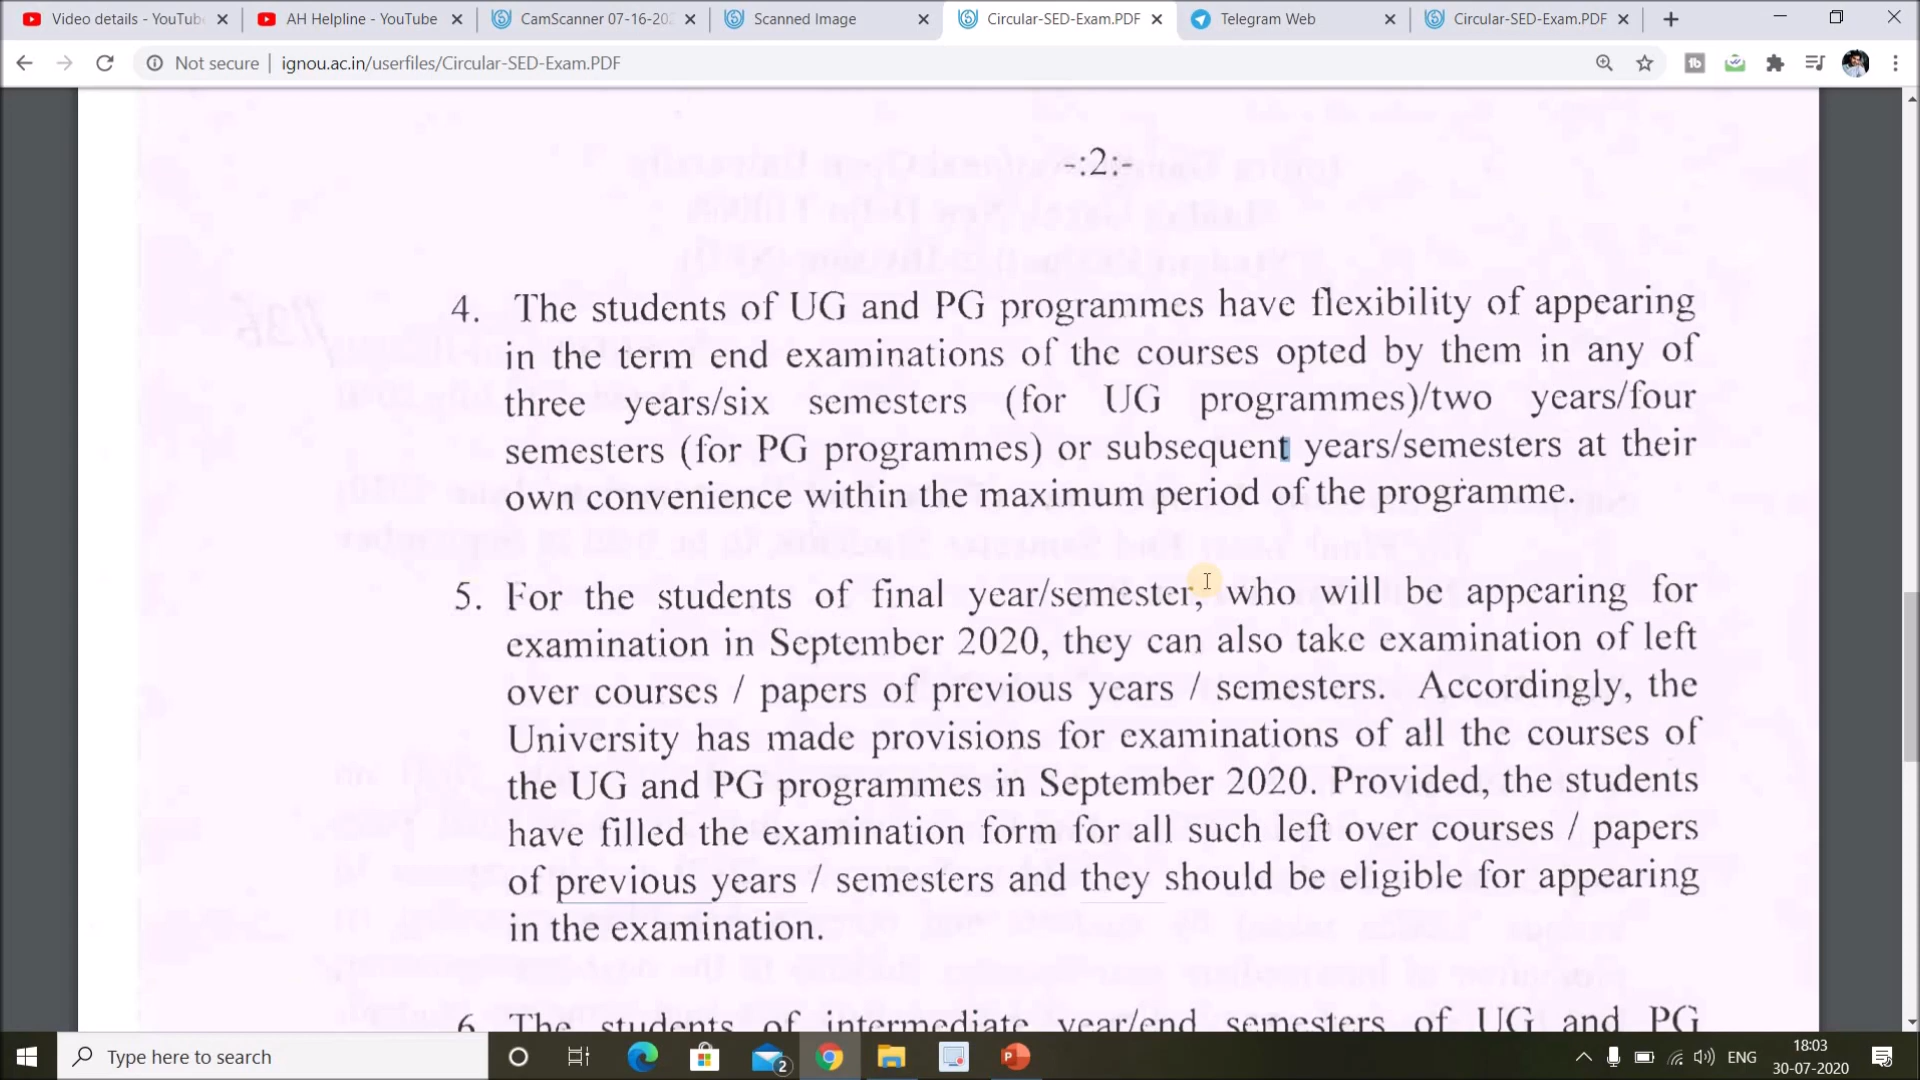 Video details - YouTube
AH Helpline - YouTube
CamScanner 07-16-202
Scanned Image
Circular-SED-Exam.PDF
Telegram Web
Circular-SED-Exam.PDF
Not secure
ignou.ac.in/userfiles/Circular-SED-Exam.PDF
-:2:-
4. The students of UG and PG programmes have flexibility of appearing
in the term end examinations of the courses opted by them in any of
three years/six semesters (for UG programmes)/two years/four
semesters (for PG programmes) or subsequent years/semesters at their
own convenience within the maximum period of the programme.
5. For the students of final year/semester, who will be appearing for
examination in September 2020, they can also take examination of left
over courses / papers of previous years / semesters. Accordingly, the
University has made provisions for examinations of all the courses of
the UG and PG programmes in September 2020. Provided, the students
have filled the examination form for all such left over courses / papers
of previous years / semesters and they should be eligible for appearing
in the examination.
6. The students of intermediate year/end semesters of UG and PG
Type here to search
2
ENG
18:03
30-07-2020